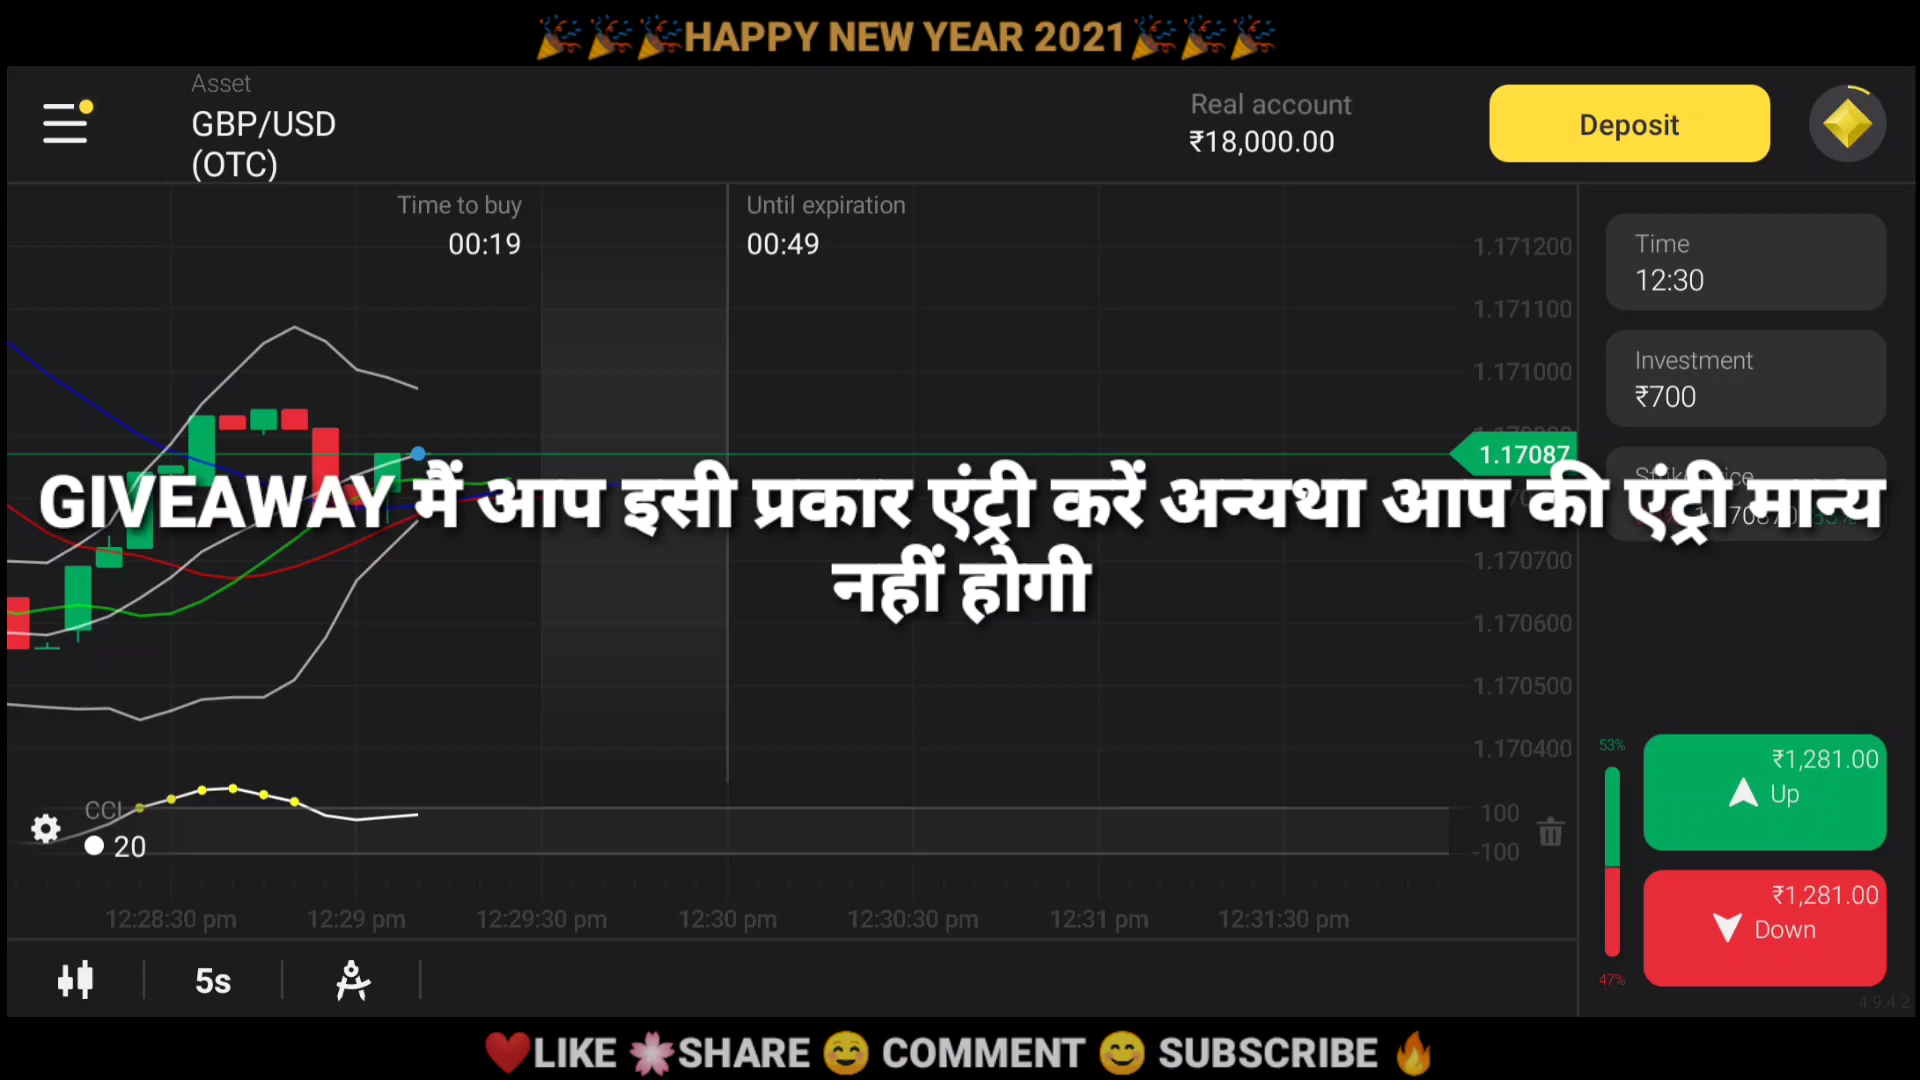 🎉🎉🎉HAPPY NEW YEAR 2021🎉🎉🎉
Asset
GBP/USD
(OTC)
Real account
₹18,000.00
Deposit
Time to buy
00:19
Until expiration
00:49
1.171200
1.171100
1.171000
1.17087
1.170700
1.170600
1.170500
1.170400
Time
12:30
Investment
₹700
GIVEAWAY मैं आप इसी प्रकार एंट्री करें अन्यथा आप की एंट्री मान्य
नहीं होगी
53%
₹1,281.00
Up
₹1,281.00
Down
47%
CCI
20
100
-100
12:28:30 pm
12:29 pm
12:29:30 pm
12:30 pm
12:30:30 pm
12:31 pm
12:31:30 pm
5s
4942
❤️LIKE 🌸SHARE 😊 COMMENT 😊 SUBSCRIBE 🔥